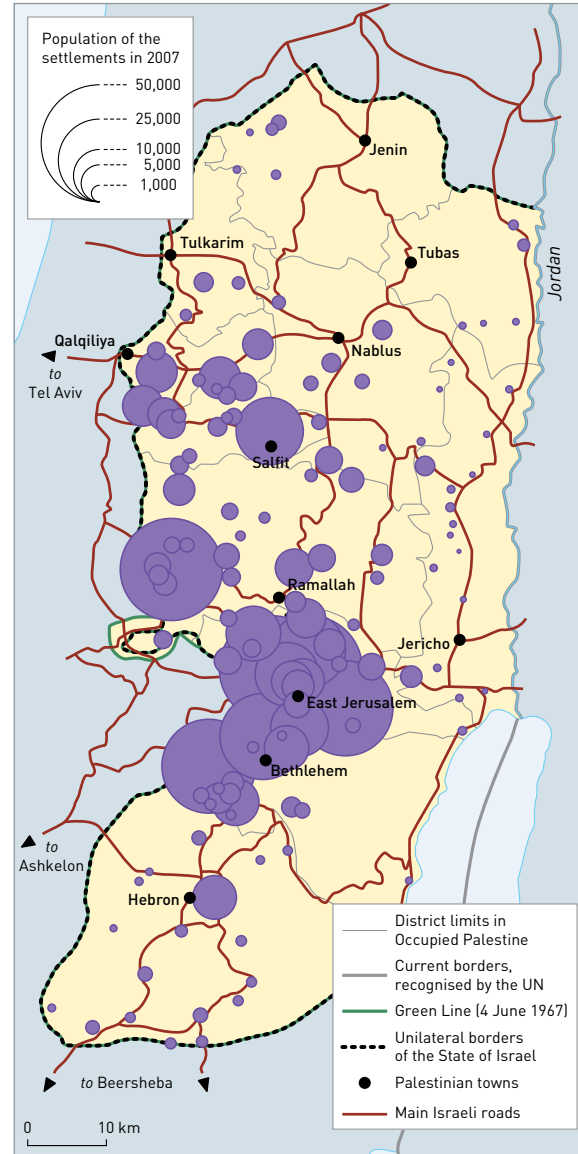 Population of the
settlements in 2007
50,000
25,000
10,000
5,000
1,000
Jenin
Tulkarim
Tubas
Jordan
Qalqiliya
to
Tel Aviv
Nablus
Salfit
Ramallah
Jericho
East Jerusalem
Bethlehem
to
Ashkelon
Hebron
to Beersheba
0 10 km
District limits in
Occupied Palestine
Current borders,
recognised by the UN
Green Line (4 June 1967)
Unilateral borders
of the State of Israel
Palestinian towns
Main Israeli roads